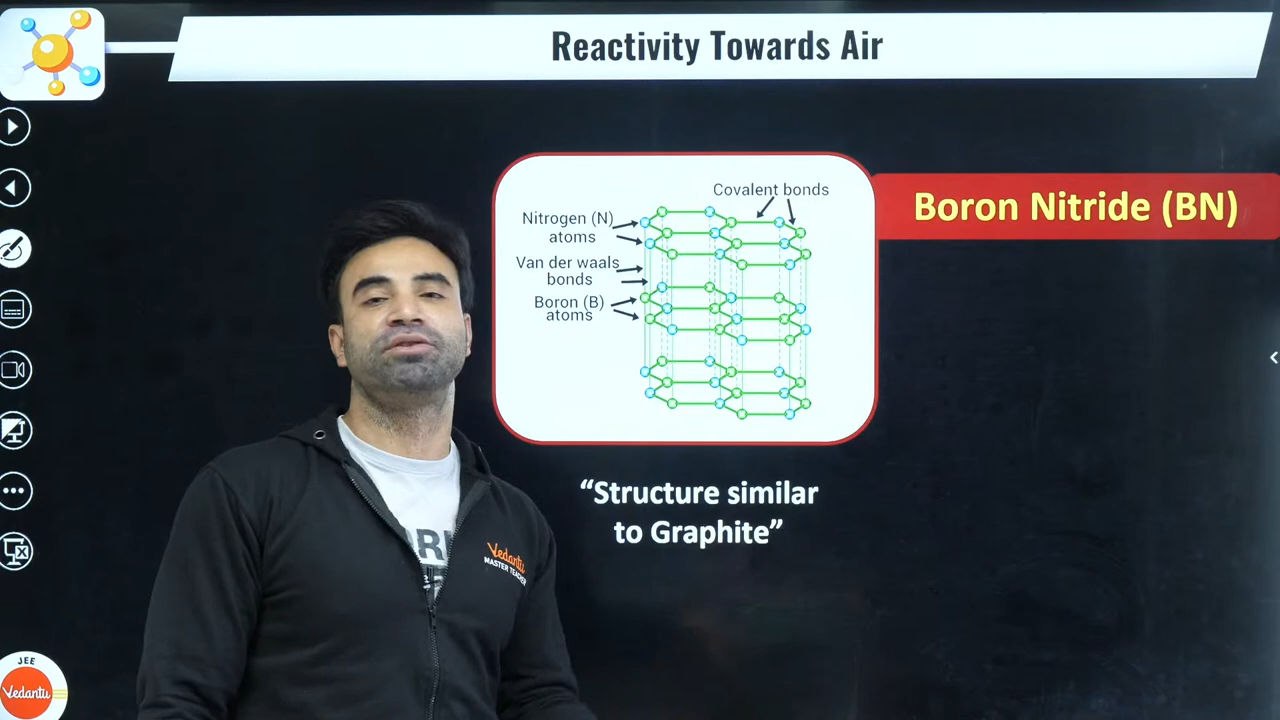 Reactivity Towards Air
Covalent bonds
Nitrogen (N)
atoms
Van der waals
bonds
Boron (B)
atoms
Boron Nitride (BN)
“Structure similar
to Graphite”
Vedantu
MASTER TEACHER
JEE
Vedantu